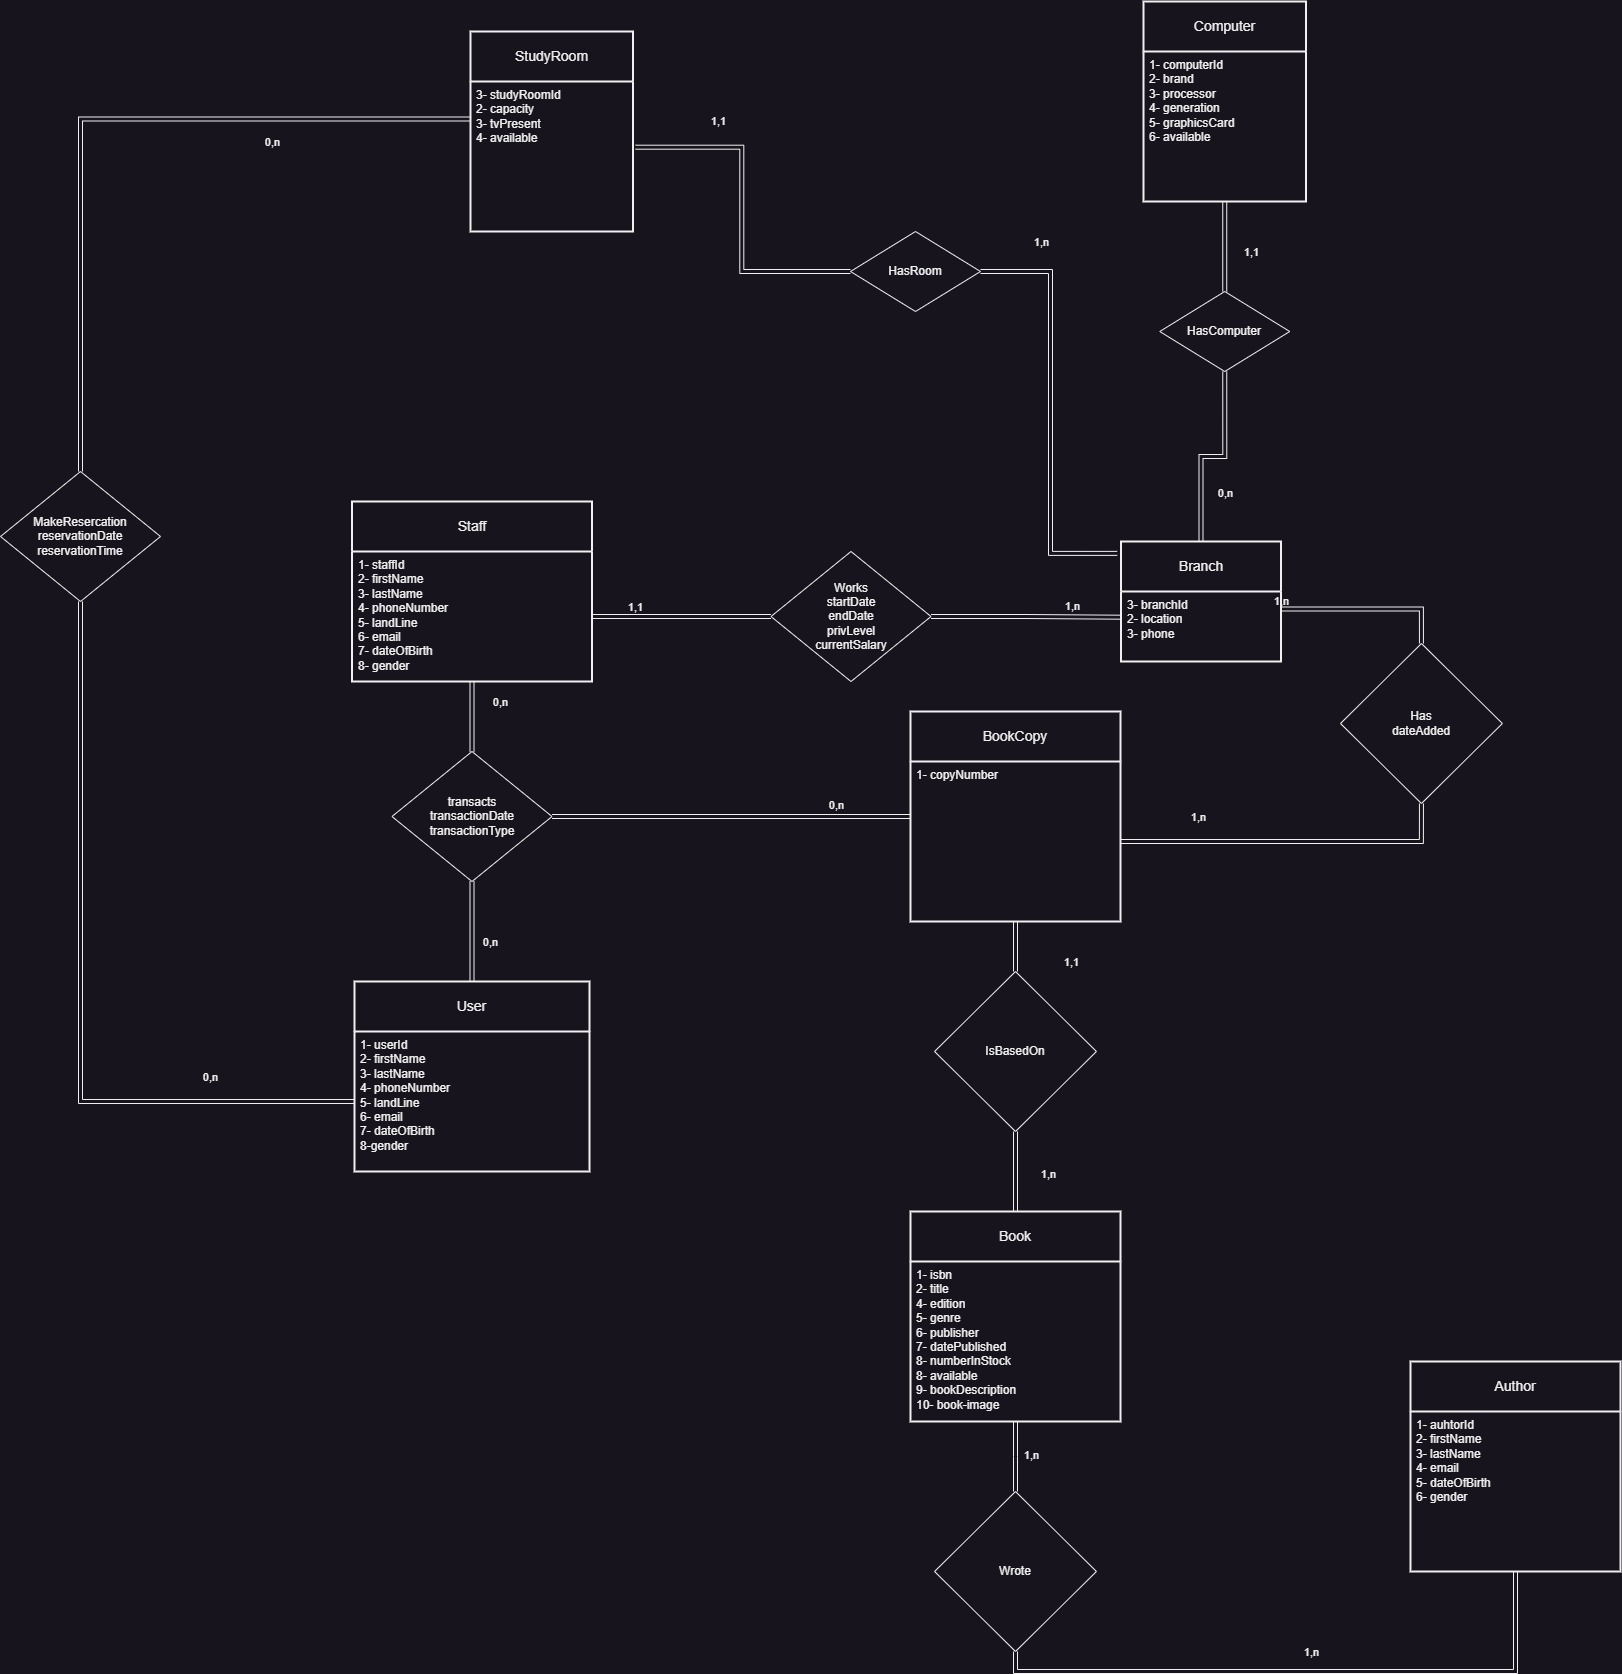 Computer
1- computerId
2- brand
3- processor
4- generation
5- graphicsCard
6- available
StudyRoom
3- studyRoomId
2- capacity
3- tvPresent
4- available
1,1
0,n
1,n
HasRoom
1,1
HasComputer
0,n
MakeResercation
reservationDate
reservationTime
Staff
1- staffId
2- firstName
3- lastName
4- phoneNumber
5- landLine
6- email
7- dateOfBirth
8- gender
1,1
Works
startDate
endDate
privLevel
currentSalary
1,n
Branch
3- branchId
2- location
3- phone
1,n
Has
dateAdded
0,n
BookCopy
1- copyNumber
transacts
transactionDate
transactionType
0,n
1,n
0,n
1,1
User
1- userId
2- firstName
3- lastName
4- phoneNumber
5- landLine
6- email
7- dateOfBirth
8-gender
0,n
IsBasedOn
1,n
Book
1- isbn
2- title
4- edition
5- genre
6- publisher
7- datePublished
8- numberInStock
8- available
9- bookDescription
10- book-image
Author
1- auhtorId
2- firstName
3- lastName
4- email
5- dateOfBirth
6- gender
1,n
Wrote
1,n